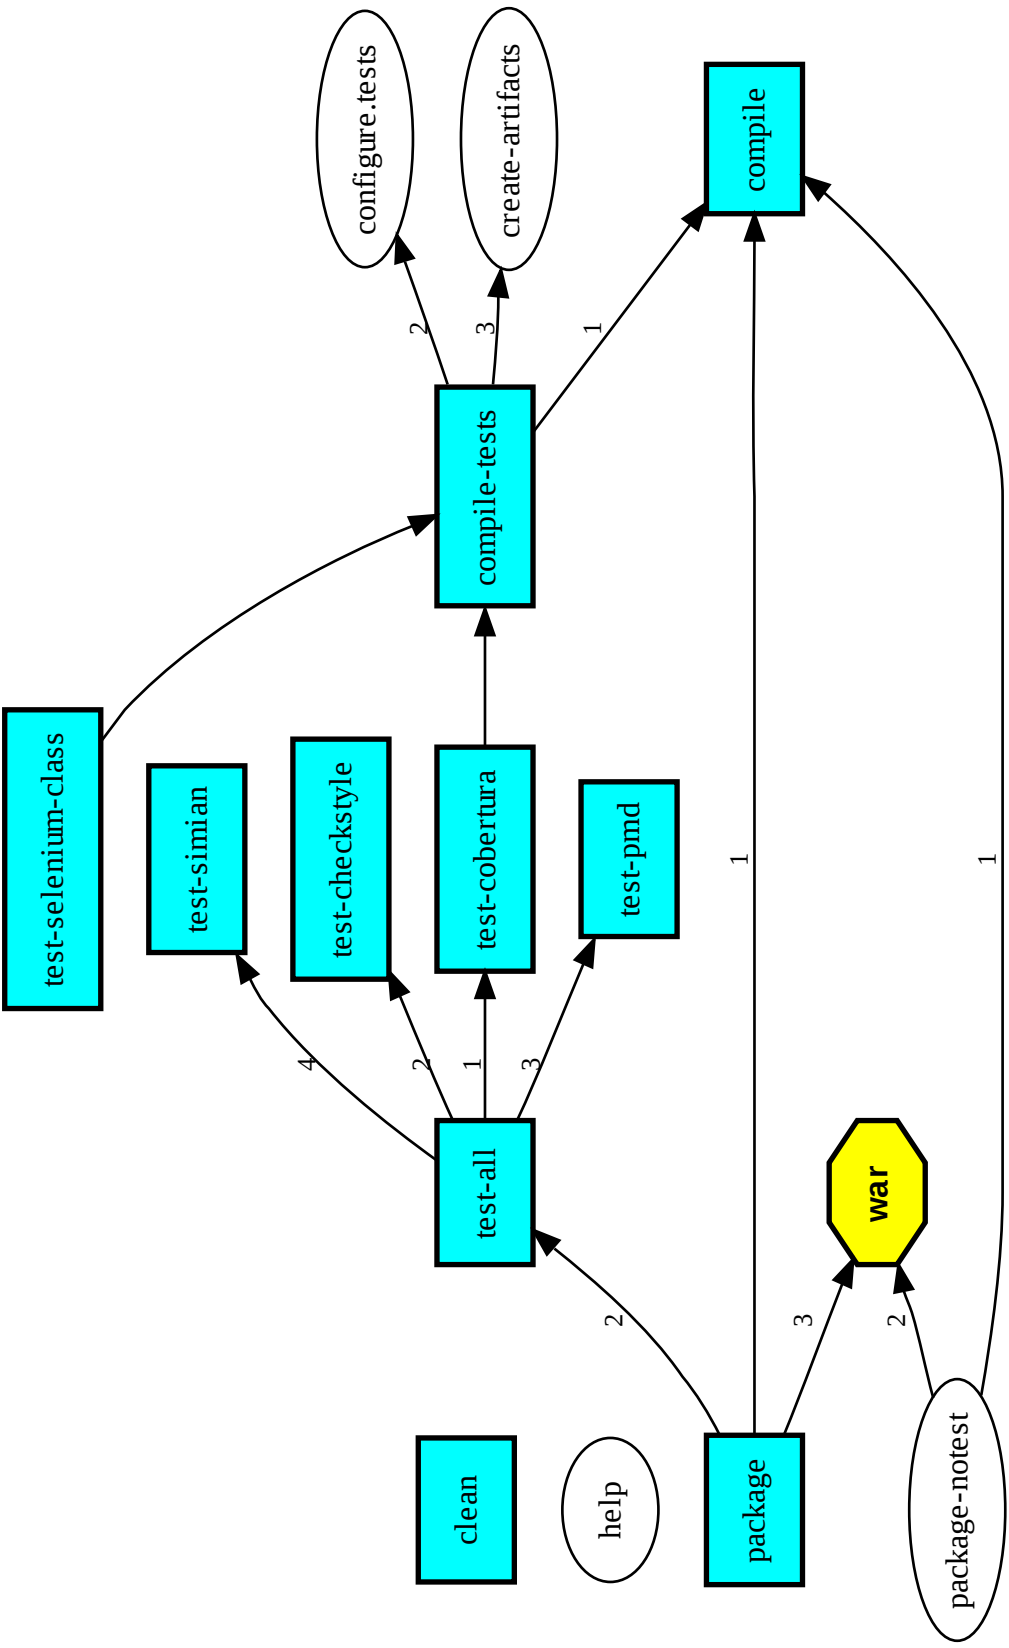 configure.tests
create-artifacts
compile
2
3
1
compile-tests
test-selenium-class
test-simian
test-checkstyle
test-cobertura
test-pmd
1
1
4
2
1
3
test-all
war
2
3
2
clean
help
package
package-notest